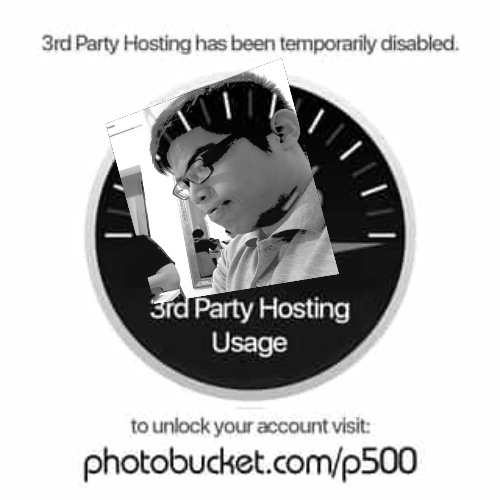 3rd Party Hosting has been temporarily disabled.
3rd Party Hosting
Usage
to unlock your account visit:
photobucket.com/p500